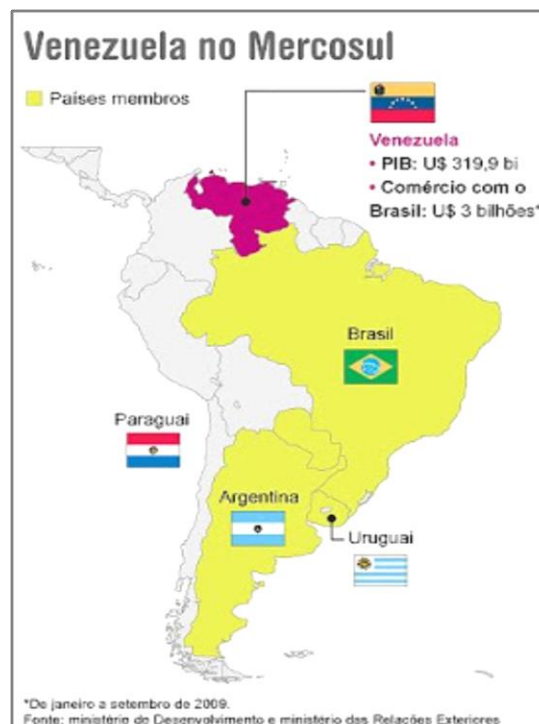 Venezuela no Mercosul
Países membros
Venezuela
• PIB: U$ 319,9 bi
• Comércio com o
Brasil: U$ 3 bilhões*
Brasil
Paraguai
Argentina
Uruguai
*De janeiro a setembro de 2009.
Fonte: ministério do Desenvolvimento e ministério das Relações Exteriores